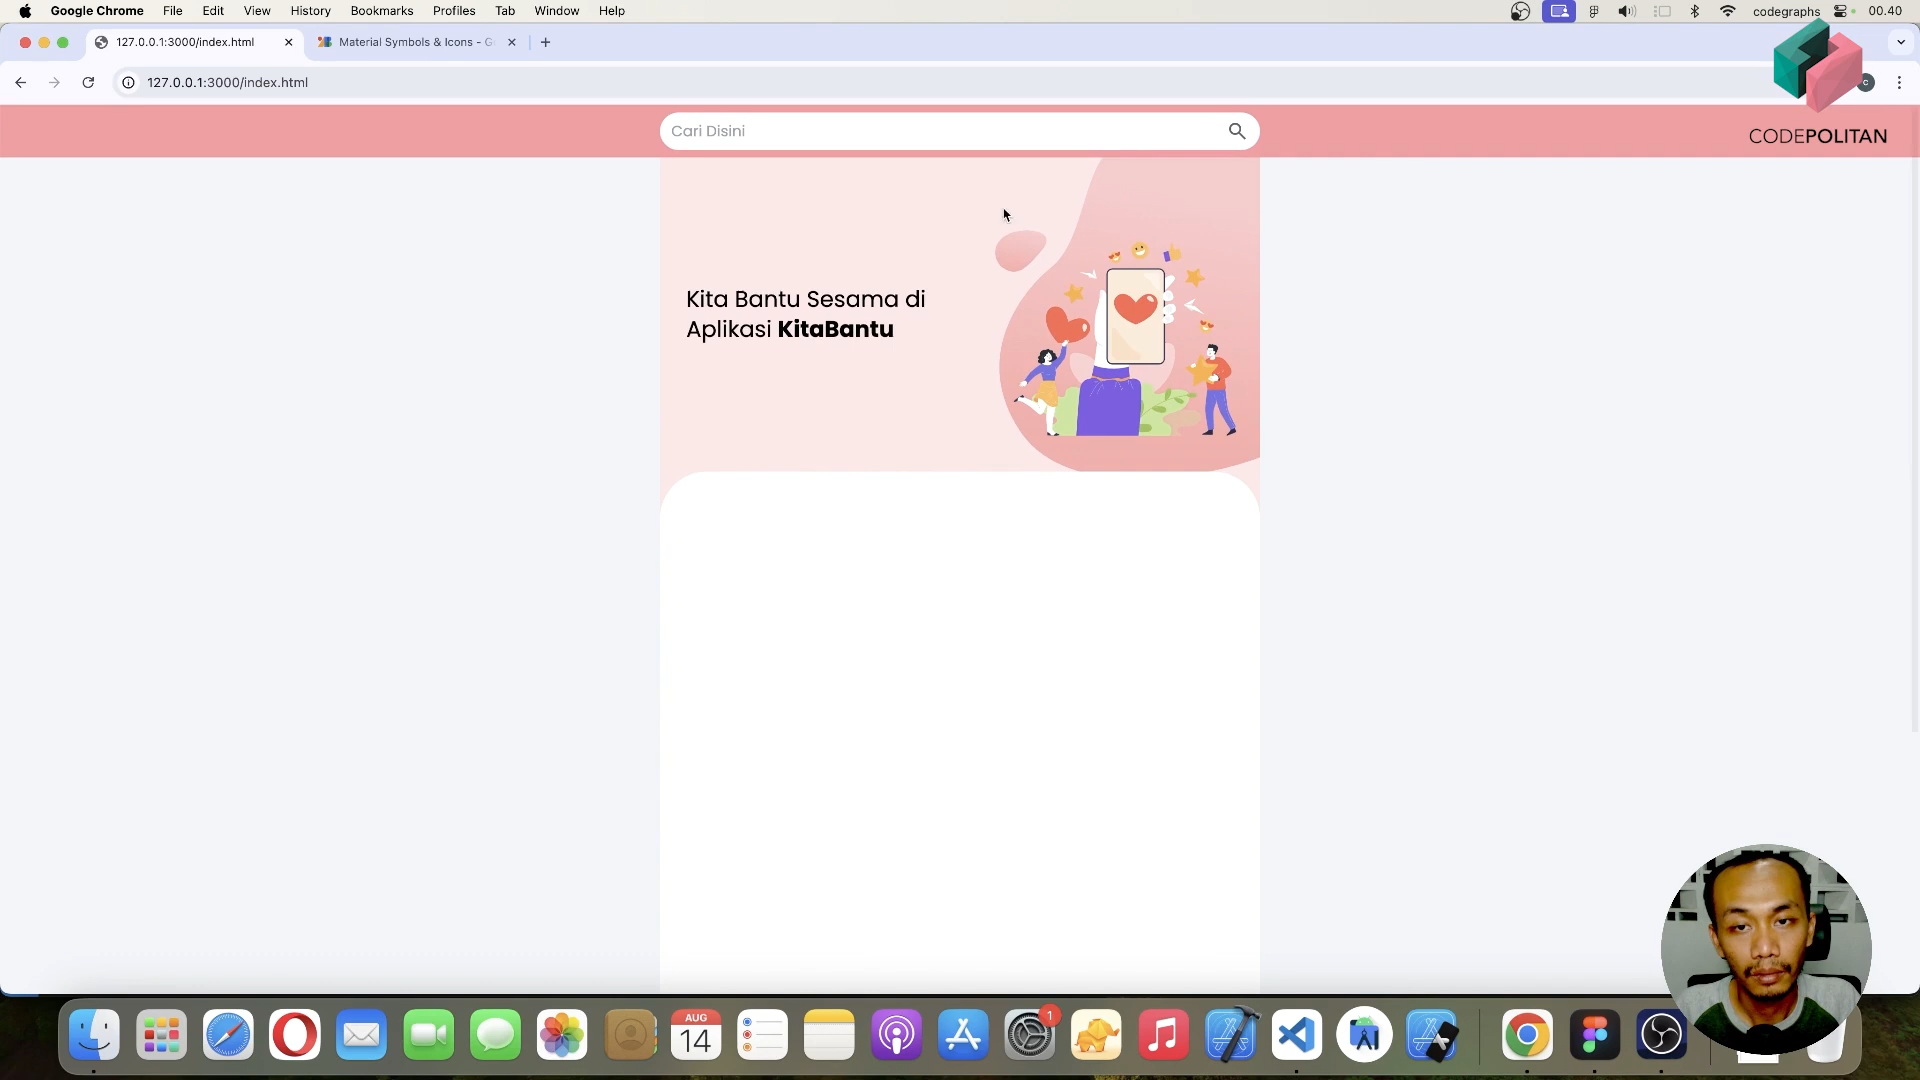 Google Chrome File Edit View History Bookmarks Profiles Tab Window Help codegraphs 00.40
127.0.0.1:3000/index.html Material Symbols & Icons - G
127.0.0.1:3000/index.html
Cari Disini
CODEPOLITAN
Kita Bantu Sesama di
Aplikasi KitaBantu
AUG
14
1